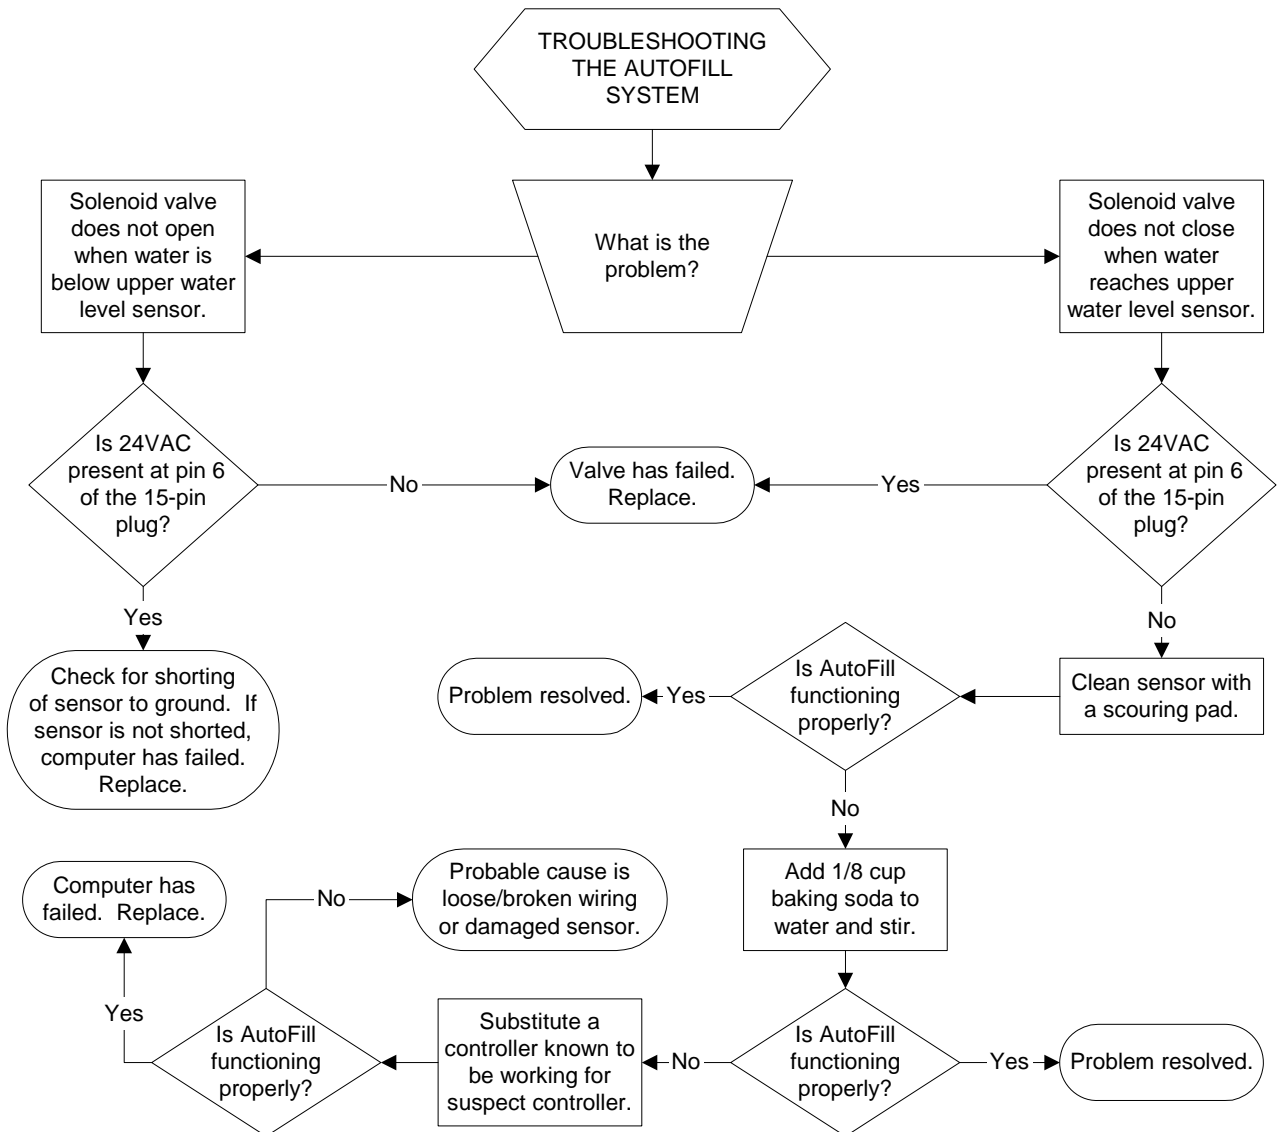 TROUBLESHOOTING
THE AUTOFILL
SYSTEM
Solenoid valve
does not open
when water is
below upper water
level sensor.
What is the
problem?
Solenoid valve
does not close
when water
reaches upper
water level sensor.
Is 24VAC
present at pin 6
of the 15-pin
plug?
No
Valve has failed.
Replace.
Yes
Is 24VAC
present at pin 6
of the 15-pin
plug?
Yes
No
Check for shorting
of sensor to ground.  If
sensor is not shorted,
computer has failed.
Replace.
Problem resolved.
Yes
Is AutoFill
functioning
properly?
Clean sensor with
a scouring pad.
No
Computer has
failed.  Replace.
No
Probable cause is
loose/broken wiring
or damaged sensor.
Add 1/8 cup
baking soda to
water and stir.
Yes
Is AutoFill
functioning
properly?
Substitute a
controller known to
be working for
suspect controller.
No
Is AutoFill
functioning
properly?
Yes
Problem resolved.